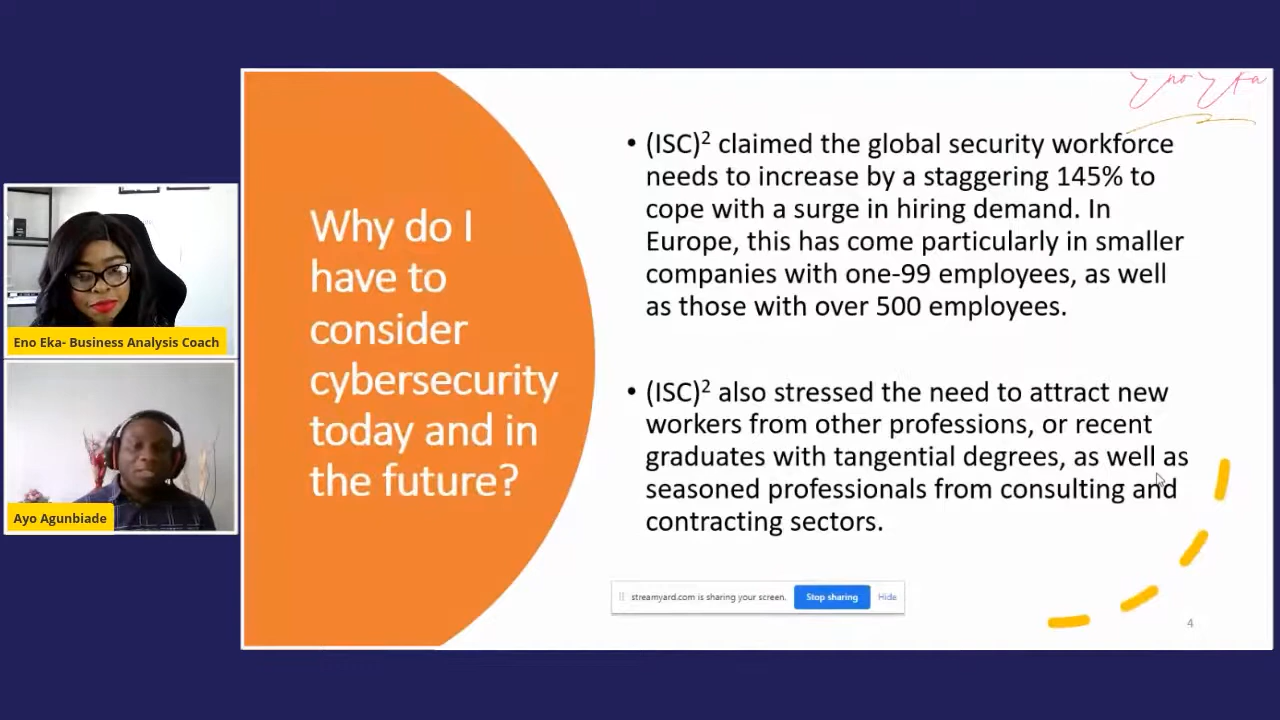 Eno Eka
Why do I
have to
consider
cybersecurity
today and in
the future?
• (ISC)² claimed the global security workforce
needs to increase by a staggering 145% to
cope with a surge in hiring demand. In
Europe, this has come particularly in smaller
companies with one-99 employees, as well
as those with over 500 employees.
• (ISC)² also stressed the need to attract new
workers from other professions, or recent
graduates with tangential degrees, as well as
seasoned professionals from consulting and
contracting sectors.
Eno Eka- Business Analysis Coach
Ayo Agunbiade
streamyard.com is sharing your screen.
Stop sharing
Hide
4